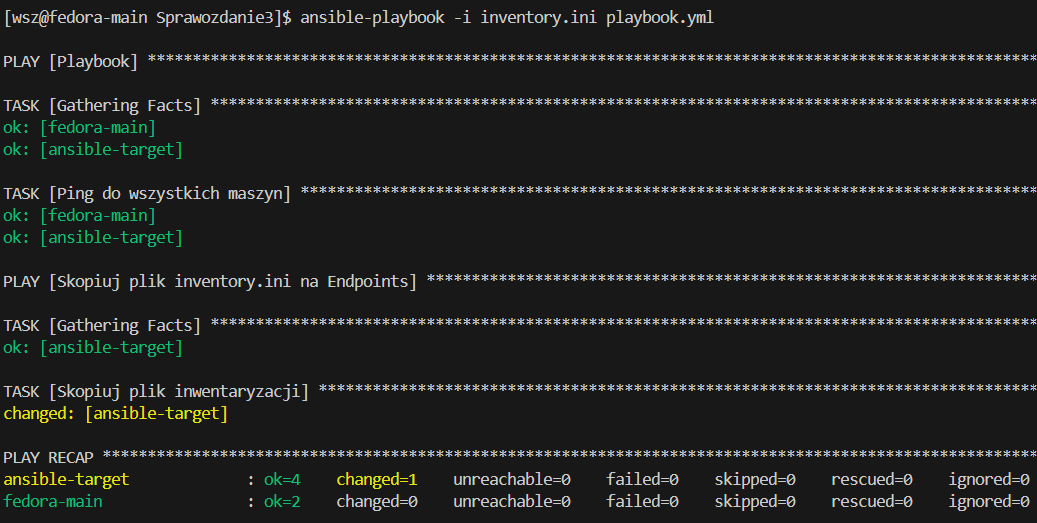 [wsz@fedora-main Sprawozdanie3]$ ansible-playbook -i inventory.ini playbook.yml
PLAY [Playbook] ****************************************************************************************************
TASK [Gathering Facts] *********************************************************************************************
ok: [fedora-main]
ok: [ansible-target]
TASK [Ping do wszystkich maszyn] ***********************************************************************************
ok: [fedora-main]
ok: [ansible-target]
PLAY [Skopiuj plik inventory.ini na Endpoints] *********************************************************************
TASK [Gathering Facts] *********************************************************************************************
ok: [ansible-target]
TASK [Skopiuj plik inwentaryzacji] *********************************************************************************
changed: [ansible-target]
PLAY RECAP *********************************************************************************************************
ansible-target             : ok=4    changed=1    unreachable=0    failed=0    skipped=0    rescued=0    ignored=0
fedora-main                : ok=2    changed=0    unreachable=0    failed=0    skipped=0    rescued=0    ignored=0